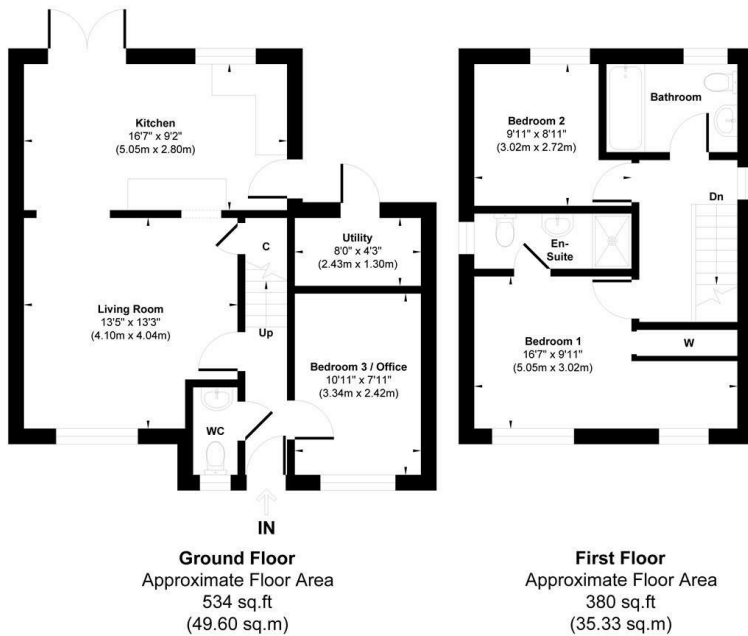 Kitchen
16'7" x 9'2"
(5.05m x 2.80m)
Utility
8'0" x 4'3"
(2.43m x 1.30m)
C
Up
Living Room
13'5" x 13'3"
(4.10m x 4.04m)
Bedroom 3 / Office
10'11" x 7'11"
(3.34m x 2.42m)
WC
IN
Ground Floor
Approximate Floor Area
534 sq.ft
(49.60 sq.m)
Bedroom 2
9'11" x 8'11"
(3.02m x 2.72m)
Bathroom
Dn
En-
Suite
Bedroom 1
16'7" x 9'11"
(5.05m x 3.02m)
W
First Floor
Approximate Floor Area
380 sq.ft
(35.33 sq.m)